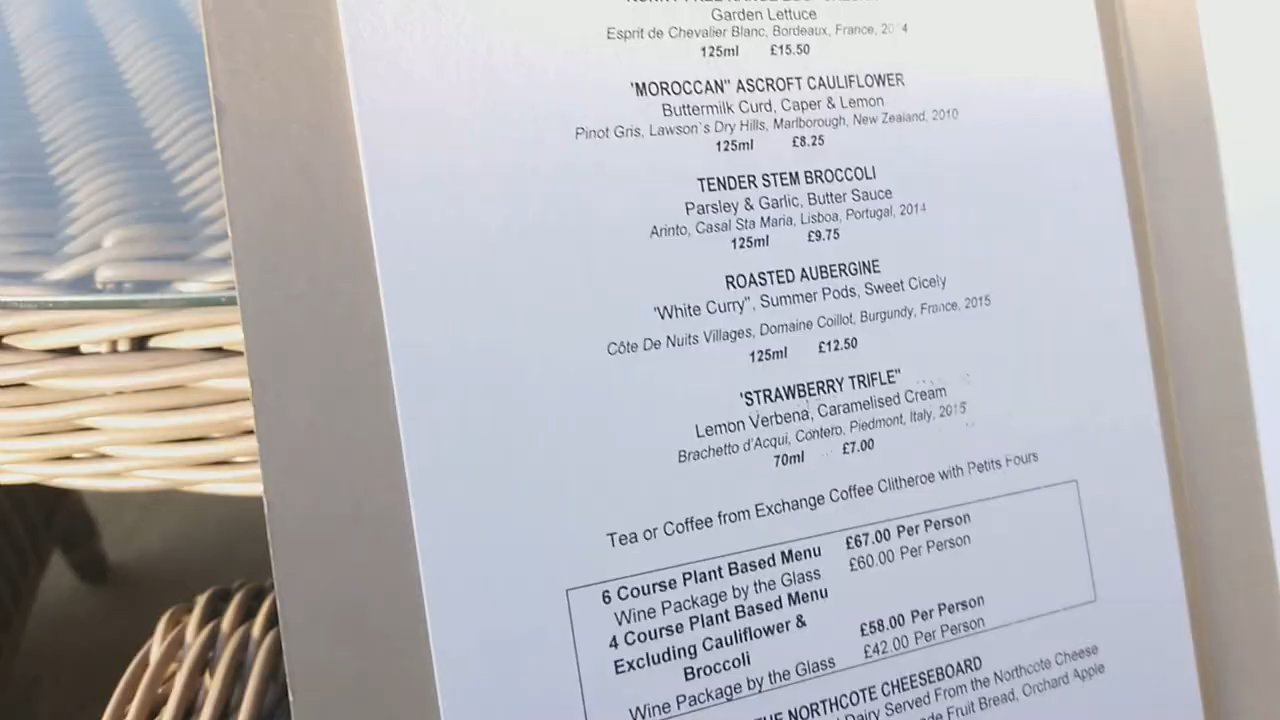 Garden Lettuce
Esprit de Chevalier Blanc, Bordeaux, France,
125ml £15.50
'MOROCCAN" ASCROFT CAULIFLOWER
Buttermilk Curd, Caper & Lemon
Pinot Gris, Lawson's Dry Hills, Marlborough, New Zealand, 2010
125ml £8.25
TENDER STEM BROCCOLI
Parsley & Garlic, Butter Sauce
Arinto, Casal Sta Maria, Lisboa, Portugal, 2014
125ml £9.75
ROASTED AUBERGINE
'White Curry", Summer Pods, Sweet Cicely
Côte De Nuits Villages, Domaine Coillot, Burgundy, France, 2015
125ml £12.50
'STRAWBERRY TRIFLE"
Lemon Verbena, Caramelised Cream
Brachetto d'Acqui, Contero, Piedmont, Italy, 2015
70ml £7.00
Tea or Coffee from Exchange Coffee Clitheroe with Petits Fours
6 Course Plant Based Menu £67.00 Per Person
Wine Package by the Glass £60.00 Per Person
4 Course Plant Based Menu
Excluding Cauliflower &
Broccoli £58.00 Per Person
Wine Package by the Glass £42.00 Per Person
THE NORTHCOTE CHEESEBOARD
Dairy Served From the Northcote Cheese
Fruit Bread, Orchard Apple